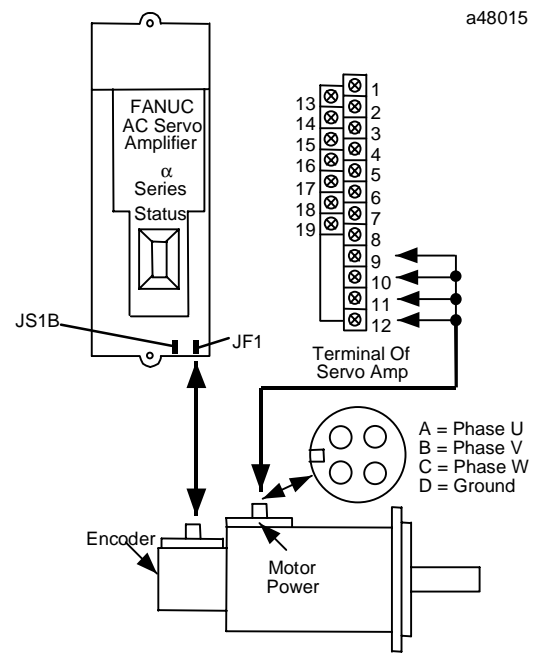 a48015
FANUC
AC Servo
Amplifier
α
Series
Status
JS1B
JF1
13
14
15
16
17
18
19
1
2
3
4
5
6
7
8
9
10
11
12
Terminal Of
Servo Amp
A = Phase U
B = Phase V
C = Phase W
D = Ground
Encoder
Motor
Power